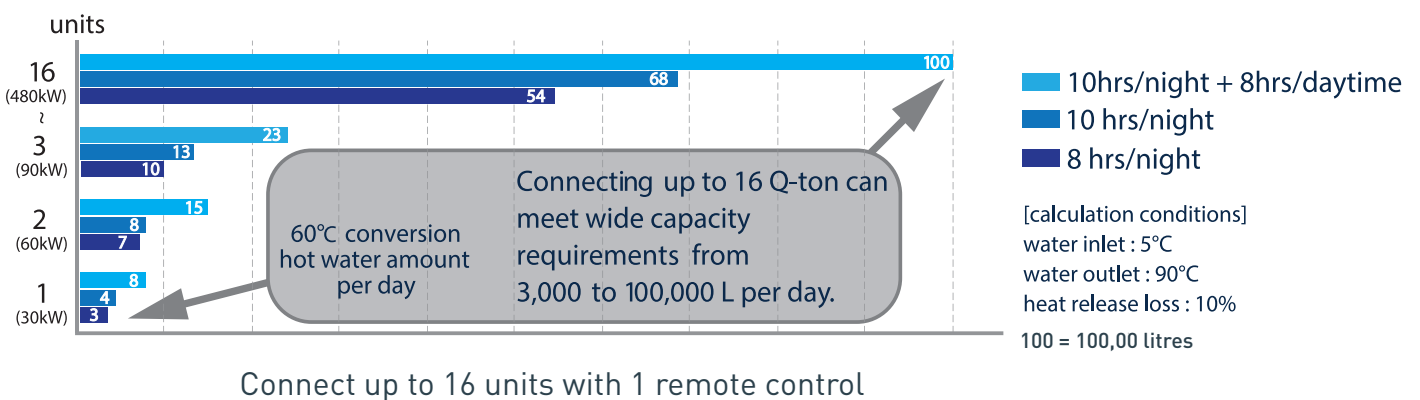 units
16
(480kW)
100
68
54
~
3
(90kW)
23
13
10
2
(60kW)
15
8
7
1
(30kW)
8
4
3
60℃ conversion
hot water amount
per day
Connecting up to 16 Q-ton can
meet wide capacity
requirements from
3,000 to 100,000 L per day.
10hrs/night + 8hrs/daytime
10 hrs/night
8 hrs/night
[calculation conditions]
water inlet : 5°C
water outlet : 90°C
heat release loss : 10%
100 = 100,00 litres
Connect up to 16 units with 1 remote control